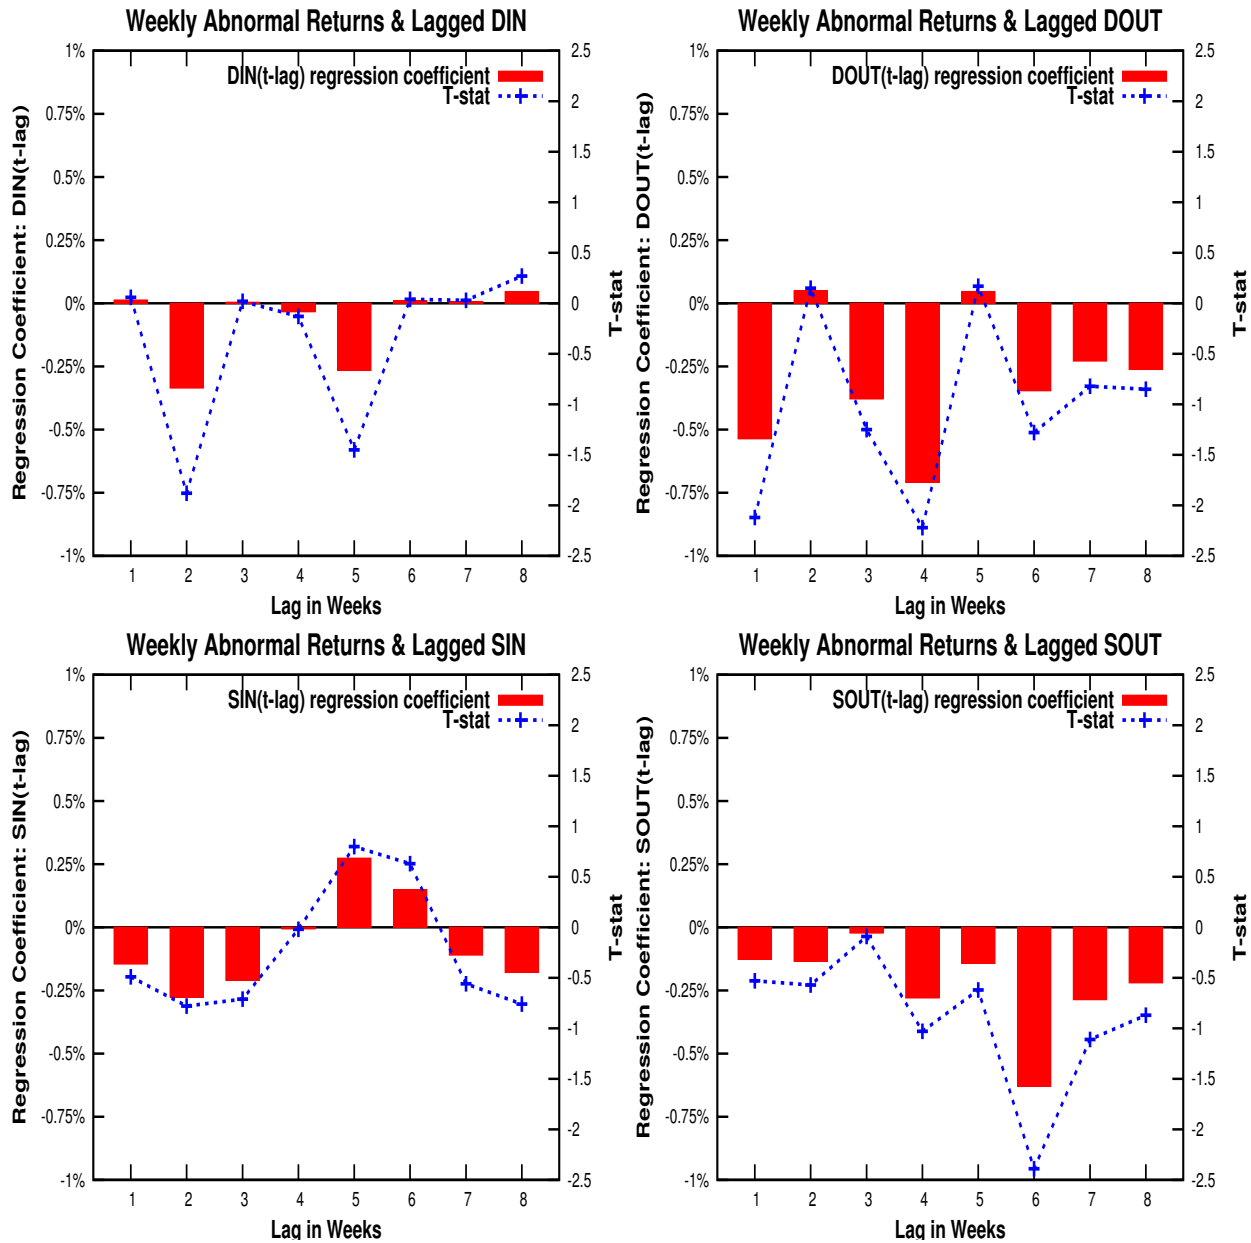 Weekly Abnormal Returns & Lagged DIN
DIN(t-lag) regression coefficient
T-stat
Regression Coefficient: DIN(t-lag)
1%
0.75%
0.5%
0.25%
0%
-0.25%
-0.5%
-0.75%
-1%
2.5
2
1.5
1
0.5
0
-0.5
-1
-1.5
-2
-2.5
T-stat
1 2 3 4 5 6 7 8
Lag in Weeks
Weekly Abnormal Returns & Lagged DOUT
DOUT(t-lag) regression coefficient
T-stat
Regression Coefficient: DOUT(t-lag)
1%
0.75%
0.5%
0.25%
0%
-0.25%
-0.5%
-0.75%
-1%
2.5
2
1.5
1
0.5
0
-0.5
-1
-1.5
-2
-2.5
T-stat
1 2 3 4 5 6 7 8
Lag in Weeks
Weekly Abnormal Returns & Lagged SIN
SIN(t-lag) regression coefficient
T-stat
Regression Coefficient: SIN(t-lag)
1%
0.75%
0.5%
0.25%
0%
-0.25%
-0.5%
-0.75%
-1%
2.5
2
1.5
1
0.5
0
-0.5
-1
-1.5
-2
-2.5
T-stat
1 2 3 4 5 6 7 8
Lag in Weeks
Weekly Abnormal Returns & Lagged SOUT
SOUT(t-lag) regression coefficient
T-stat
Regression Coefficient: SOUT(t-lag)
1%
0.75%
0.5%
0.25%
0%
-0.25%
-0.5%
-0.75%
-1%
2.5
2
1.5
1
0.5
0
-0.5
-1
-1.5
-2
-2.5
T-stat
1 2 3 4 5 6 7 8
Lag in Weeks